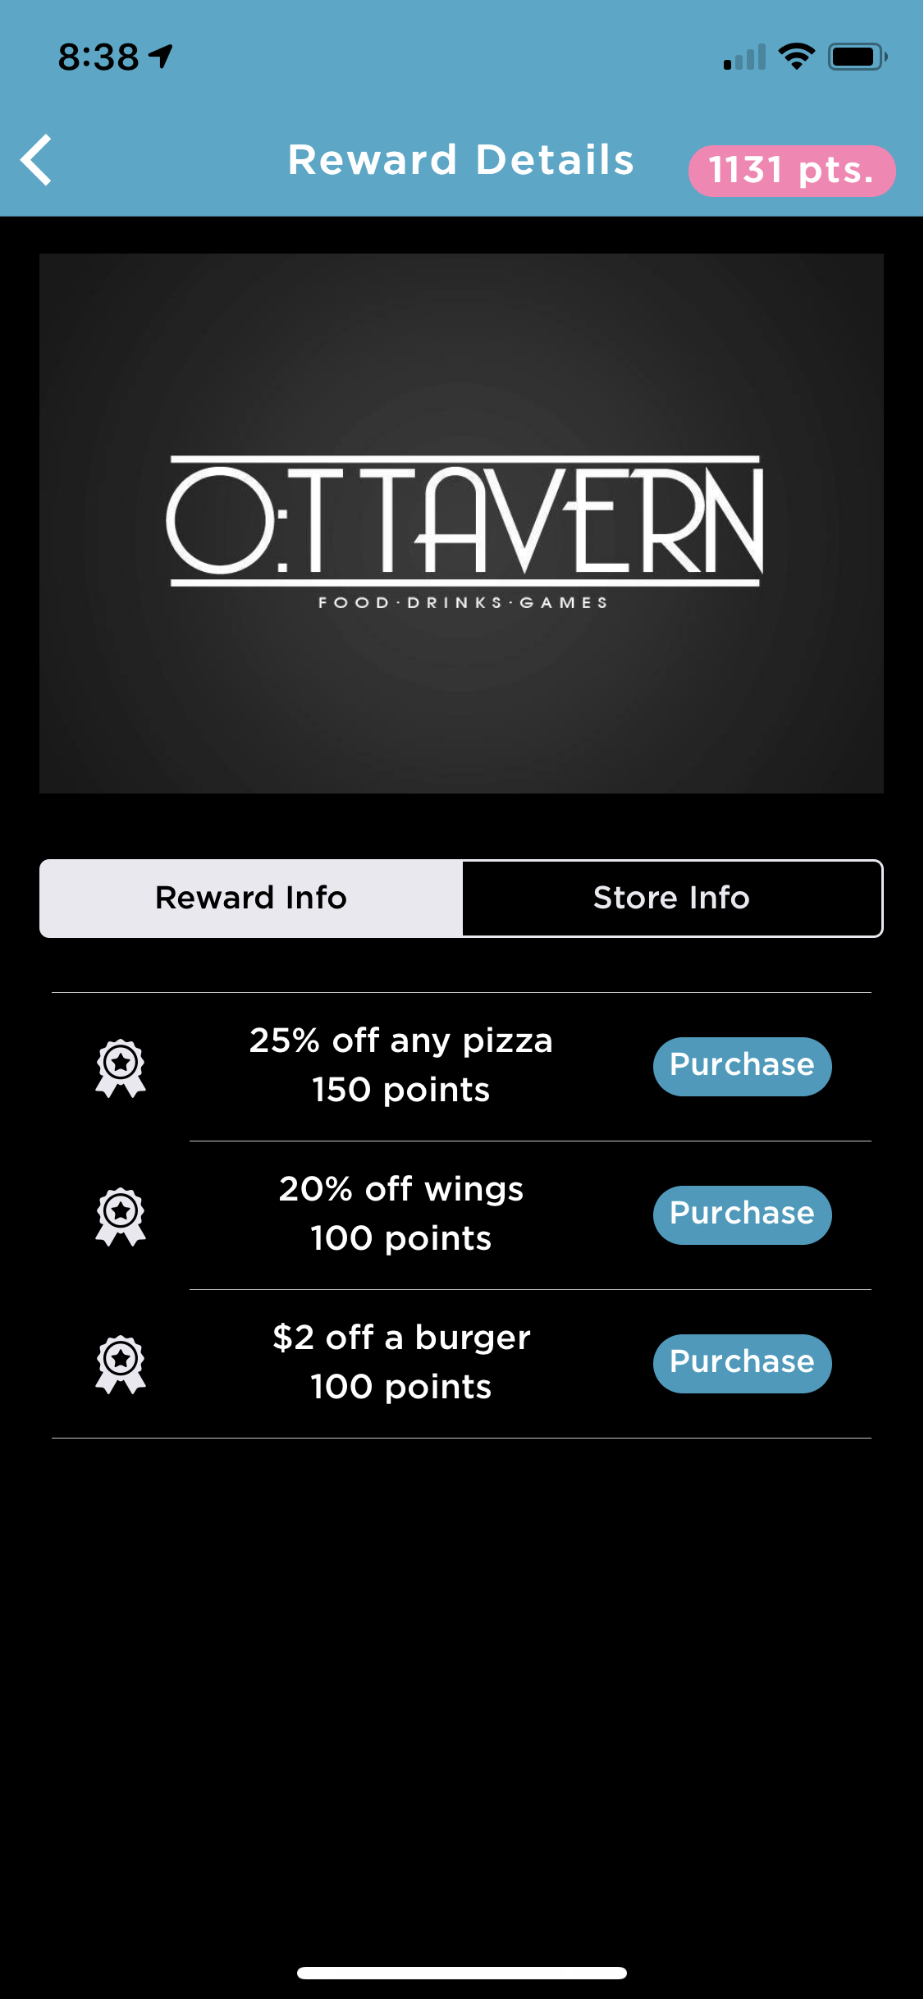 8:38
Reward Details
1131 pts.
O:T TAVERN
FOOD·DRINKS·GAMES
Reward Info
Store Info
25% off any pizza
150 points
Purchase
20% off wings
100 points
Purchase
$2 off a burger
100 points
Purchase